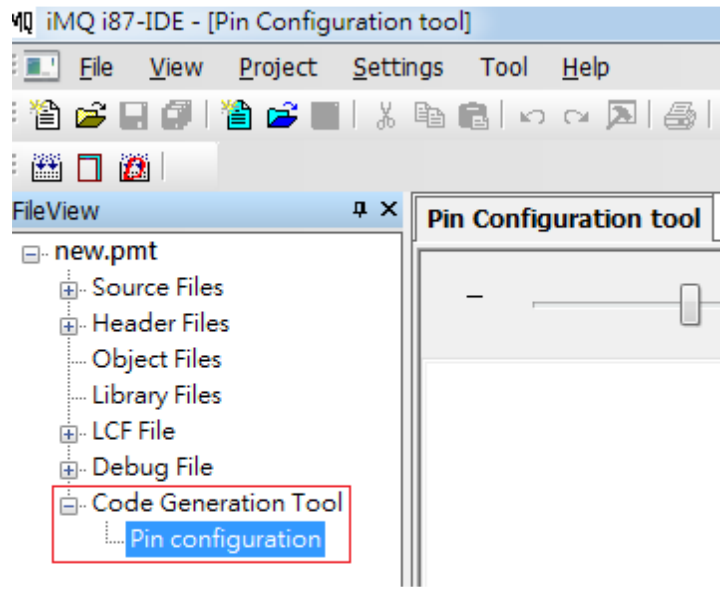 iMQ i87-IDE - [Pin Configuration tool]
File View Project Settings Tool Help
FileView
Pin Configuration tool
new.pmt
Source Files
Header Files
Object Files
Library Files
LCF File
Debug File
Code Generation Tool
Pin configuration